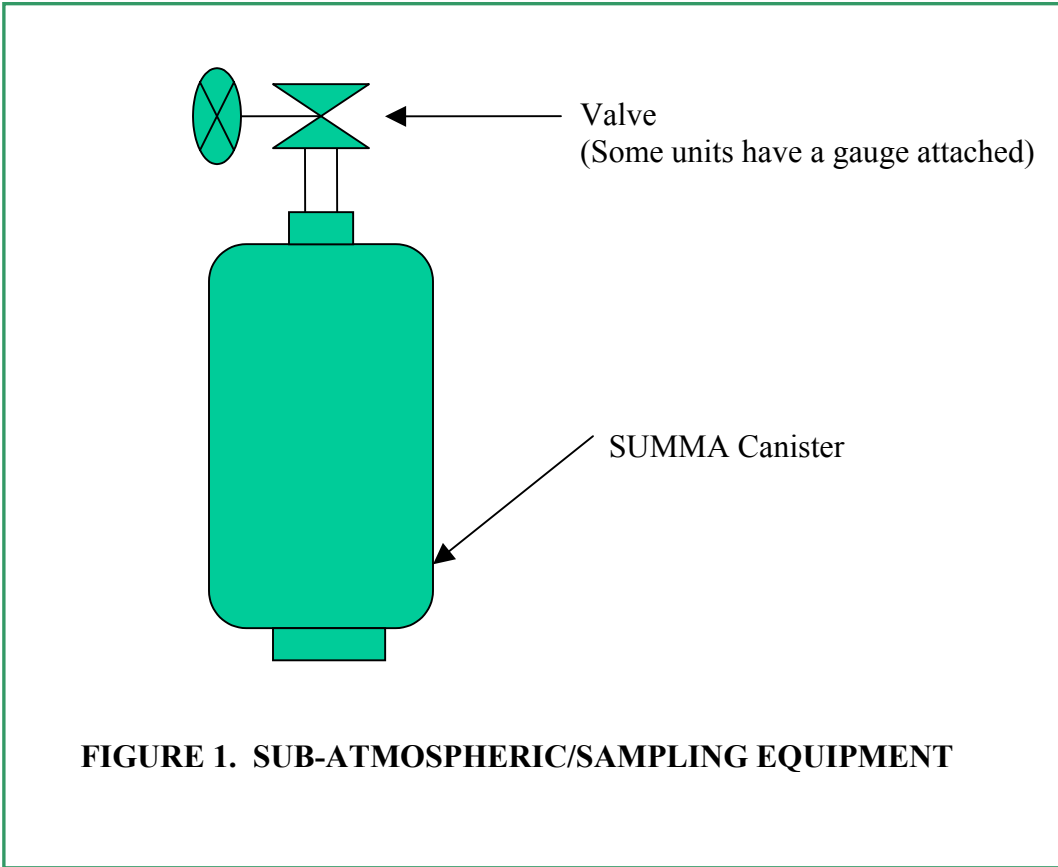 Valve
(Some units have a gauge attached)
SUMMA Canister
FIGURE 1. SUB-ATMOSPHERIC/SAMPLING EQUIPMENT